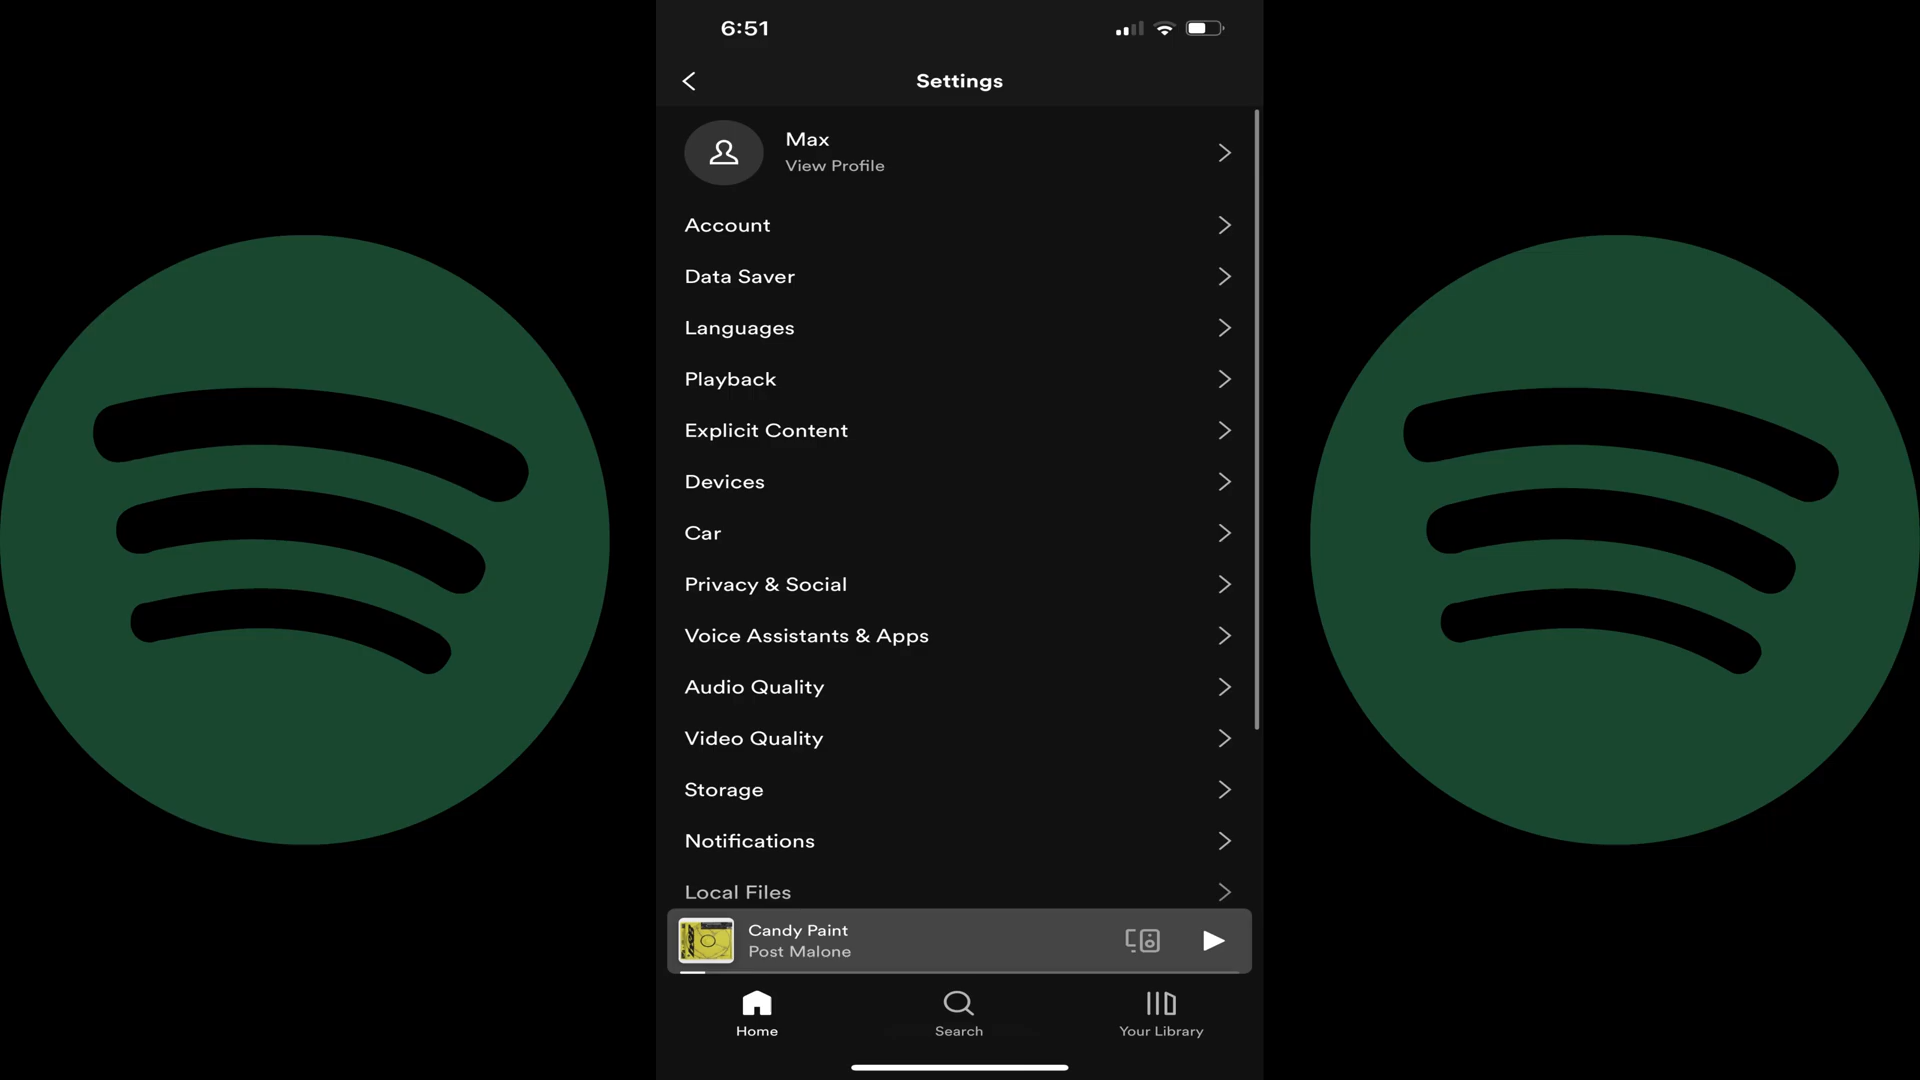 6:51
Settings
Max
View Profile
Account
Data Saver
Languages
Playback
Explicit Content
Devices
Car
Privacy & Social
Voice Assistants & Apps
Audio Quality
Video Quality
Storage
Notifications
Local Files
Candy Paint
Post Malone
Home
Search
Your Library